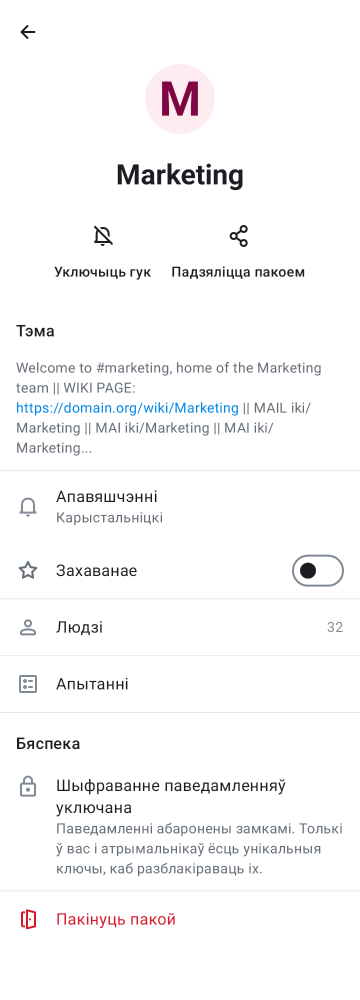 M
Marketing
Уключыць гук
Падзяліцца пакоем
Тэма
Welcome to #marketing, home of the Marketing
team || WIKI PAGE:
https://domain.org/wiki/Marketing || MAIL iki/
Marketing || MAI iki/Marketing || MAI iki/
Marketing...
Апавяшчэнні
Карыстальніцкі
Захаванае
Людзі 32
Апытанні
Бяспека
Шыфраванне паведамленняў
уключана
Паведамленні абаронены замкамі. Толькі
ў вас і атрымальнікаў ёсць унікальныя
ключы, каб разблакіраваць іх.
Пакінуць пакой